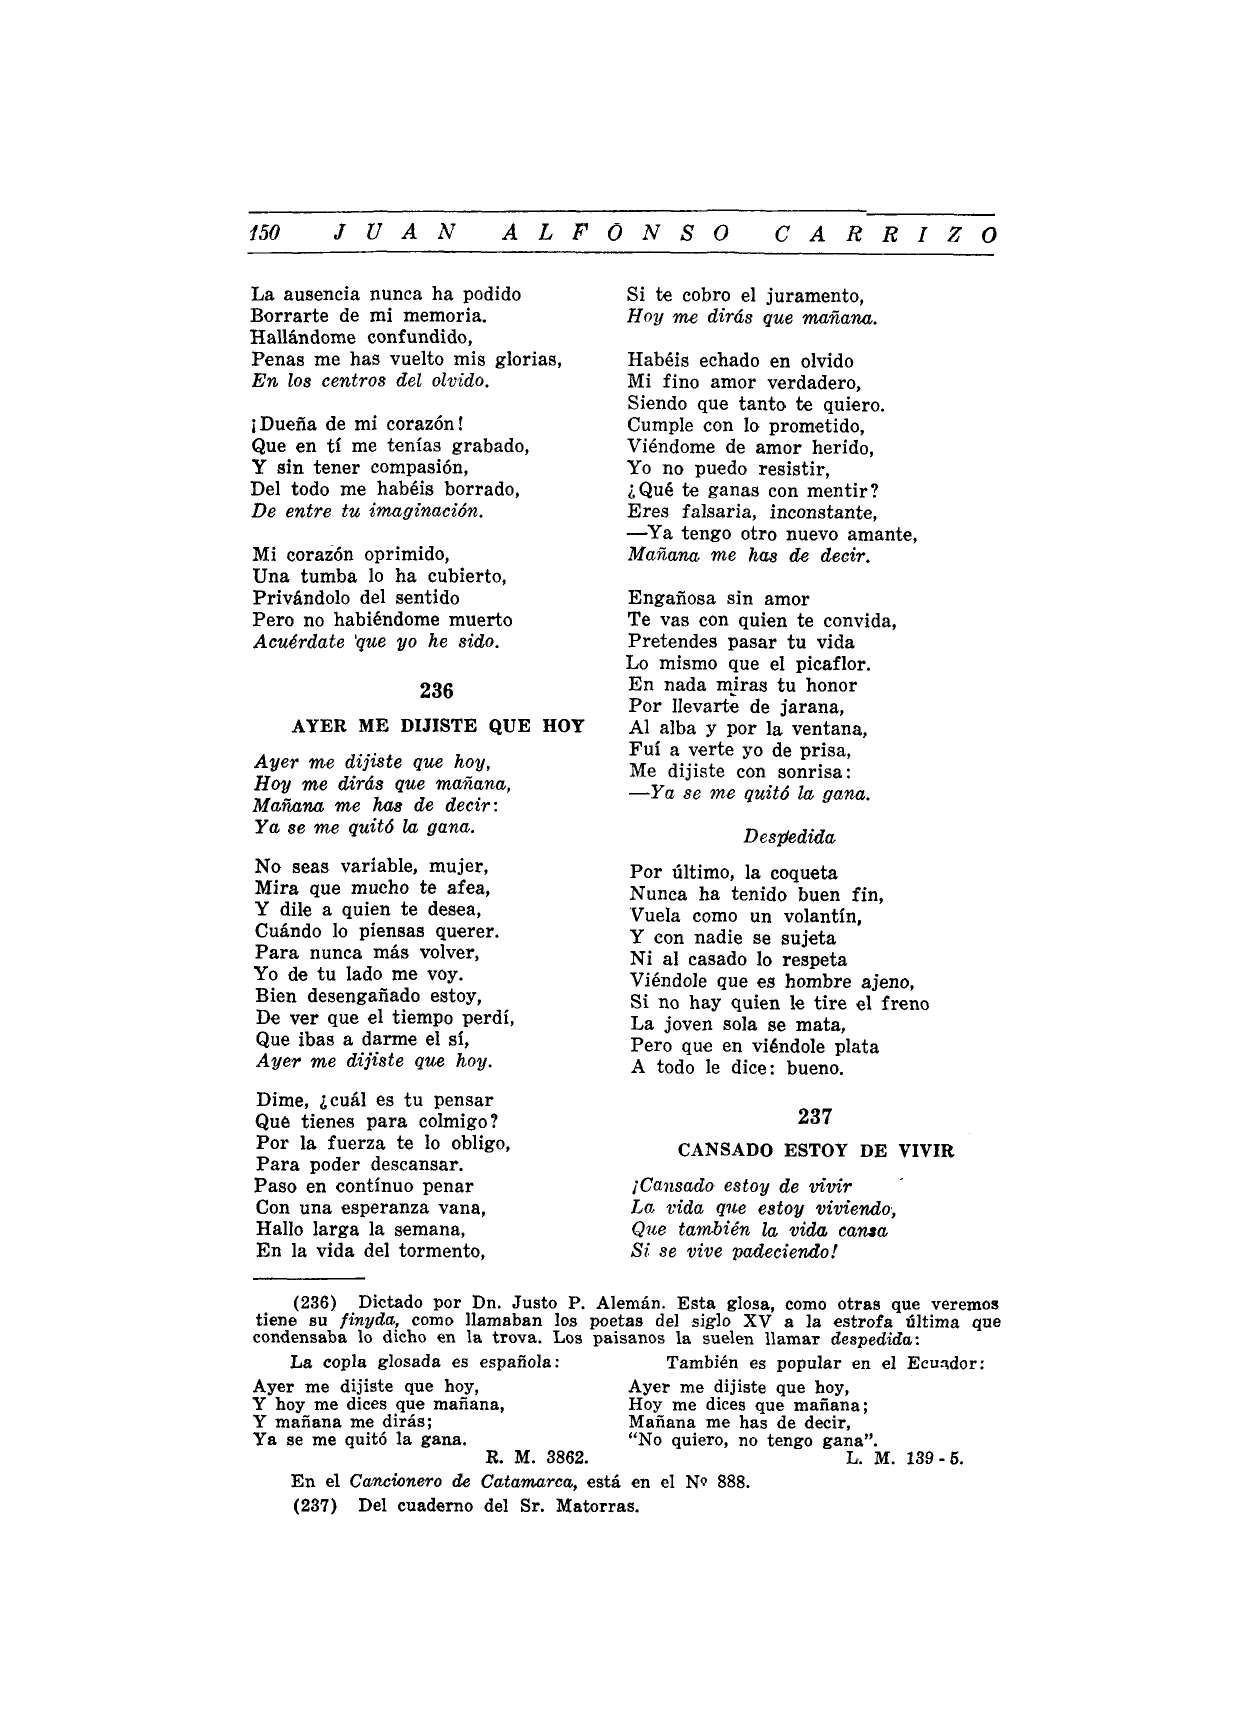 150 JUAN ALFONSO CARRIZO
La ausencia nunca ha podido
Borrarte de mi memoria.
Hallándome confundido,
Penas me has vuelto mis glorias,
En los centros del olvido.
¡Dueña de mi corazón!
Que en tí me tenías grabado,
Y sin tener compasión,
Del todo me habéis borrado,
De entre tu imaginación.
Mi corazón oprimido,
Una tumba lo ha cubierto,
Privándolo del sentido
Pero no habiéndome muerto
Acuérdate que yo he sido.
236
AYER ME DIJISTE QUE HOY
Ayer me dijiste que hoy,
Hoy me dirás que mañana,
Mañana me has de decir:
Ya se me quitó la gana.
No seas variable, mujer,
Mira que mucho te afea,
Y dile a quien te desea,
Cuándo lo piensas querer.
Para nunca más volver,
Yo de tu lado me voy.
Bien desengañado estoy,
De ver que el tiempo perdí,
Que ibas a darme el sí,
Ayer me dijiste que hoy.
Dime, ¿cuál es tu pensar
Que tienes para colmigo?
Por la fuerza te lo obligo,
Para poder descansar.
Paso en contínuo penar
Con una esperanza vana,
Hallo larga la semana,
En la vida del tormento,
Si te cobro el juramento,
Hoy me dirás que mañana.
Habéis echado en olvido
Mi fino amor verdadero,
Siendo que tanto te quiero.
Cumple con lo prometido,
Viéndome de amor herido,
Yo no puedo resistir,
¿Qué te ganas con mentir?
Eres falsaria, inconstante,
—Ya tengo otro nuevo amante,
Mañana me has de decir.
Engañosa sin amor
Te vas con quien te convida,
Pretendes pasar tu vida
Lo mismo que el picaflor.
En nada miras tu honor
Por llevarte de jarana,
Al alba y por la ventana,
Fuí a verte yo de prisa,
Me dijiste con sonrisa:
—Ya se me quitó la gana.
Despedida
Por último, la coqueta
Nunca ha tenido buen fin,
Vuela como un volantín,
Y con nadie se sujeta
Ni al casado lo respeta
Viéndole que es hombre ajeno,
Si no hay quien le tire el freno
La joven sola se mata,
Pero que en viéndole plata
A todo le dice: bueno.
237
CANSADO ESTOY DE VIVIR
¡Cansado estoy de vivir
La vida que estoy viviendo,
Que también la vida cansa
Si se vive padeciendo!
(236) Dictado por Dn. Justo P. Alemán. Esta glosa, como otras que veremos
tiene su finyda, como llamaban los poetas del siglo XV a la estrofa última que
condensaba lo dicho en la trova. Los paisanos la suelen llamar despedida:
La copla glosada es española:
Ayer me dijiste que hoy,
Y hoy me dices que mañana,
Y mañana me dirás;
Ya se me quitó la gana.
R. M. 3862.
También es popular en el Ecuador:
Ayer me dijiste que hoy,
Hoy me dices que mañana;
Mañana me has de decir,
"No quiero, no tengo gana".
L. M. 139 - 5.
En el Cancionero de Catamarca, está en el Nº 888.
(237) Del cuaderno del Sr. Matorras.